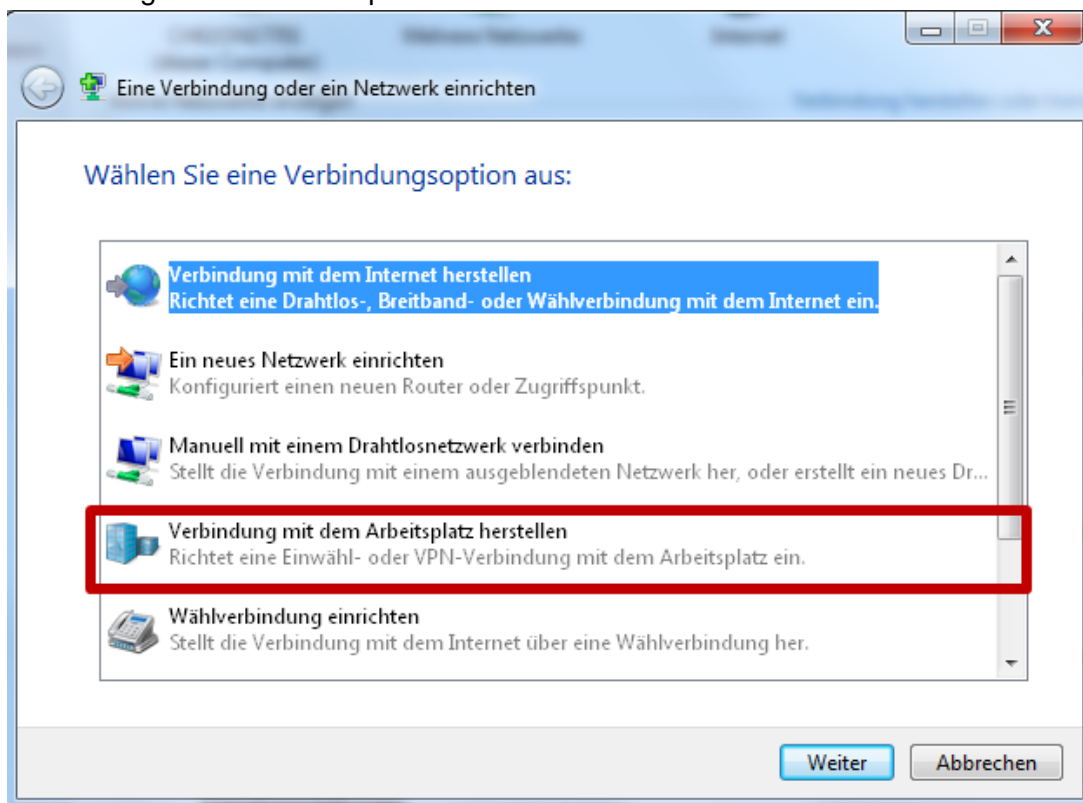 Eine Verbindung oder ein Netzwerk einrichten
Wählen Sie eine Verbindungsoption aus:
Verbindung mit dem Internet herstellen
Richtet eine Drahtlos-, Breitband- oder Wählverbindung mit dem Internet ein.
Ein neues Netzwerk einrichten
Konfiguriert einen neuen Router oder Zugriffspunkt.
Manuell mit einem Drahtlosnetzwerk verbinden
Stellt die Verbindung mit einem ausgeblendeten Netzwerk her, oder erstellt ein neues Dr...
Verbindung mit dem Arbeitsplatz herstellen
Richtet eine Einwähl- oder VPN-Verbindung mit dem Arbeitsplatz ein.
Wählverbindung einrichten
Stellt die Verbindung mit dem Internet über eine Wählverbindung her.
Weiter Abbrechen